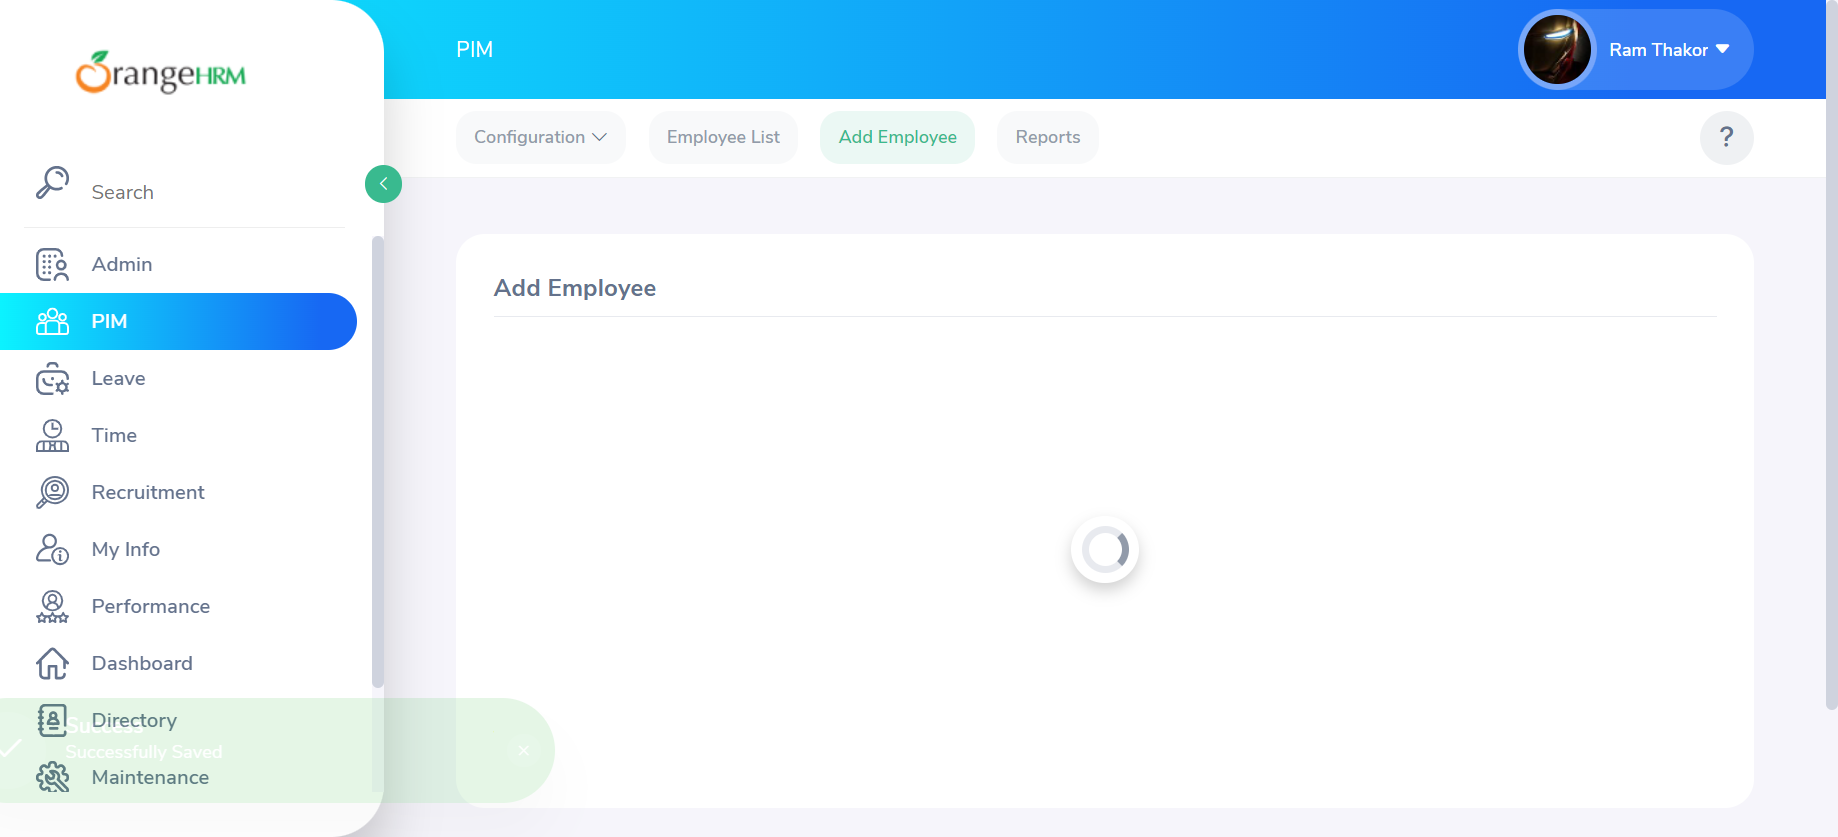 OrangeHRM
PIM
Ram Thakor
Configuration
Employee List
Add Employee
Reports
?
Search
Admin
PIM
Leave
Time
Recruitment
My Info
Performance
Dashboard
Directory
Maintenance
Add Employee
Success
Successfully Saved